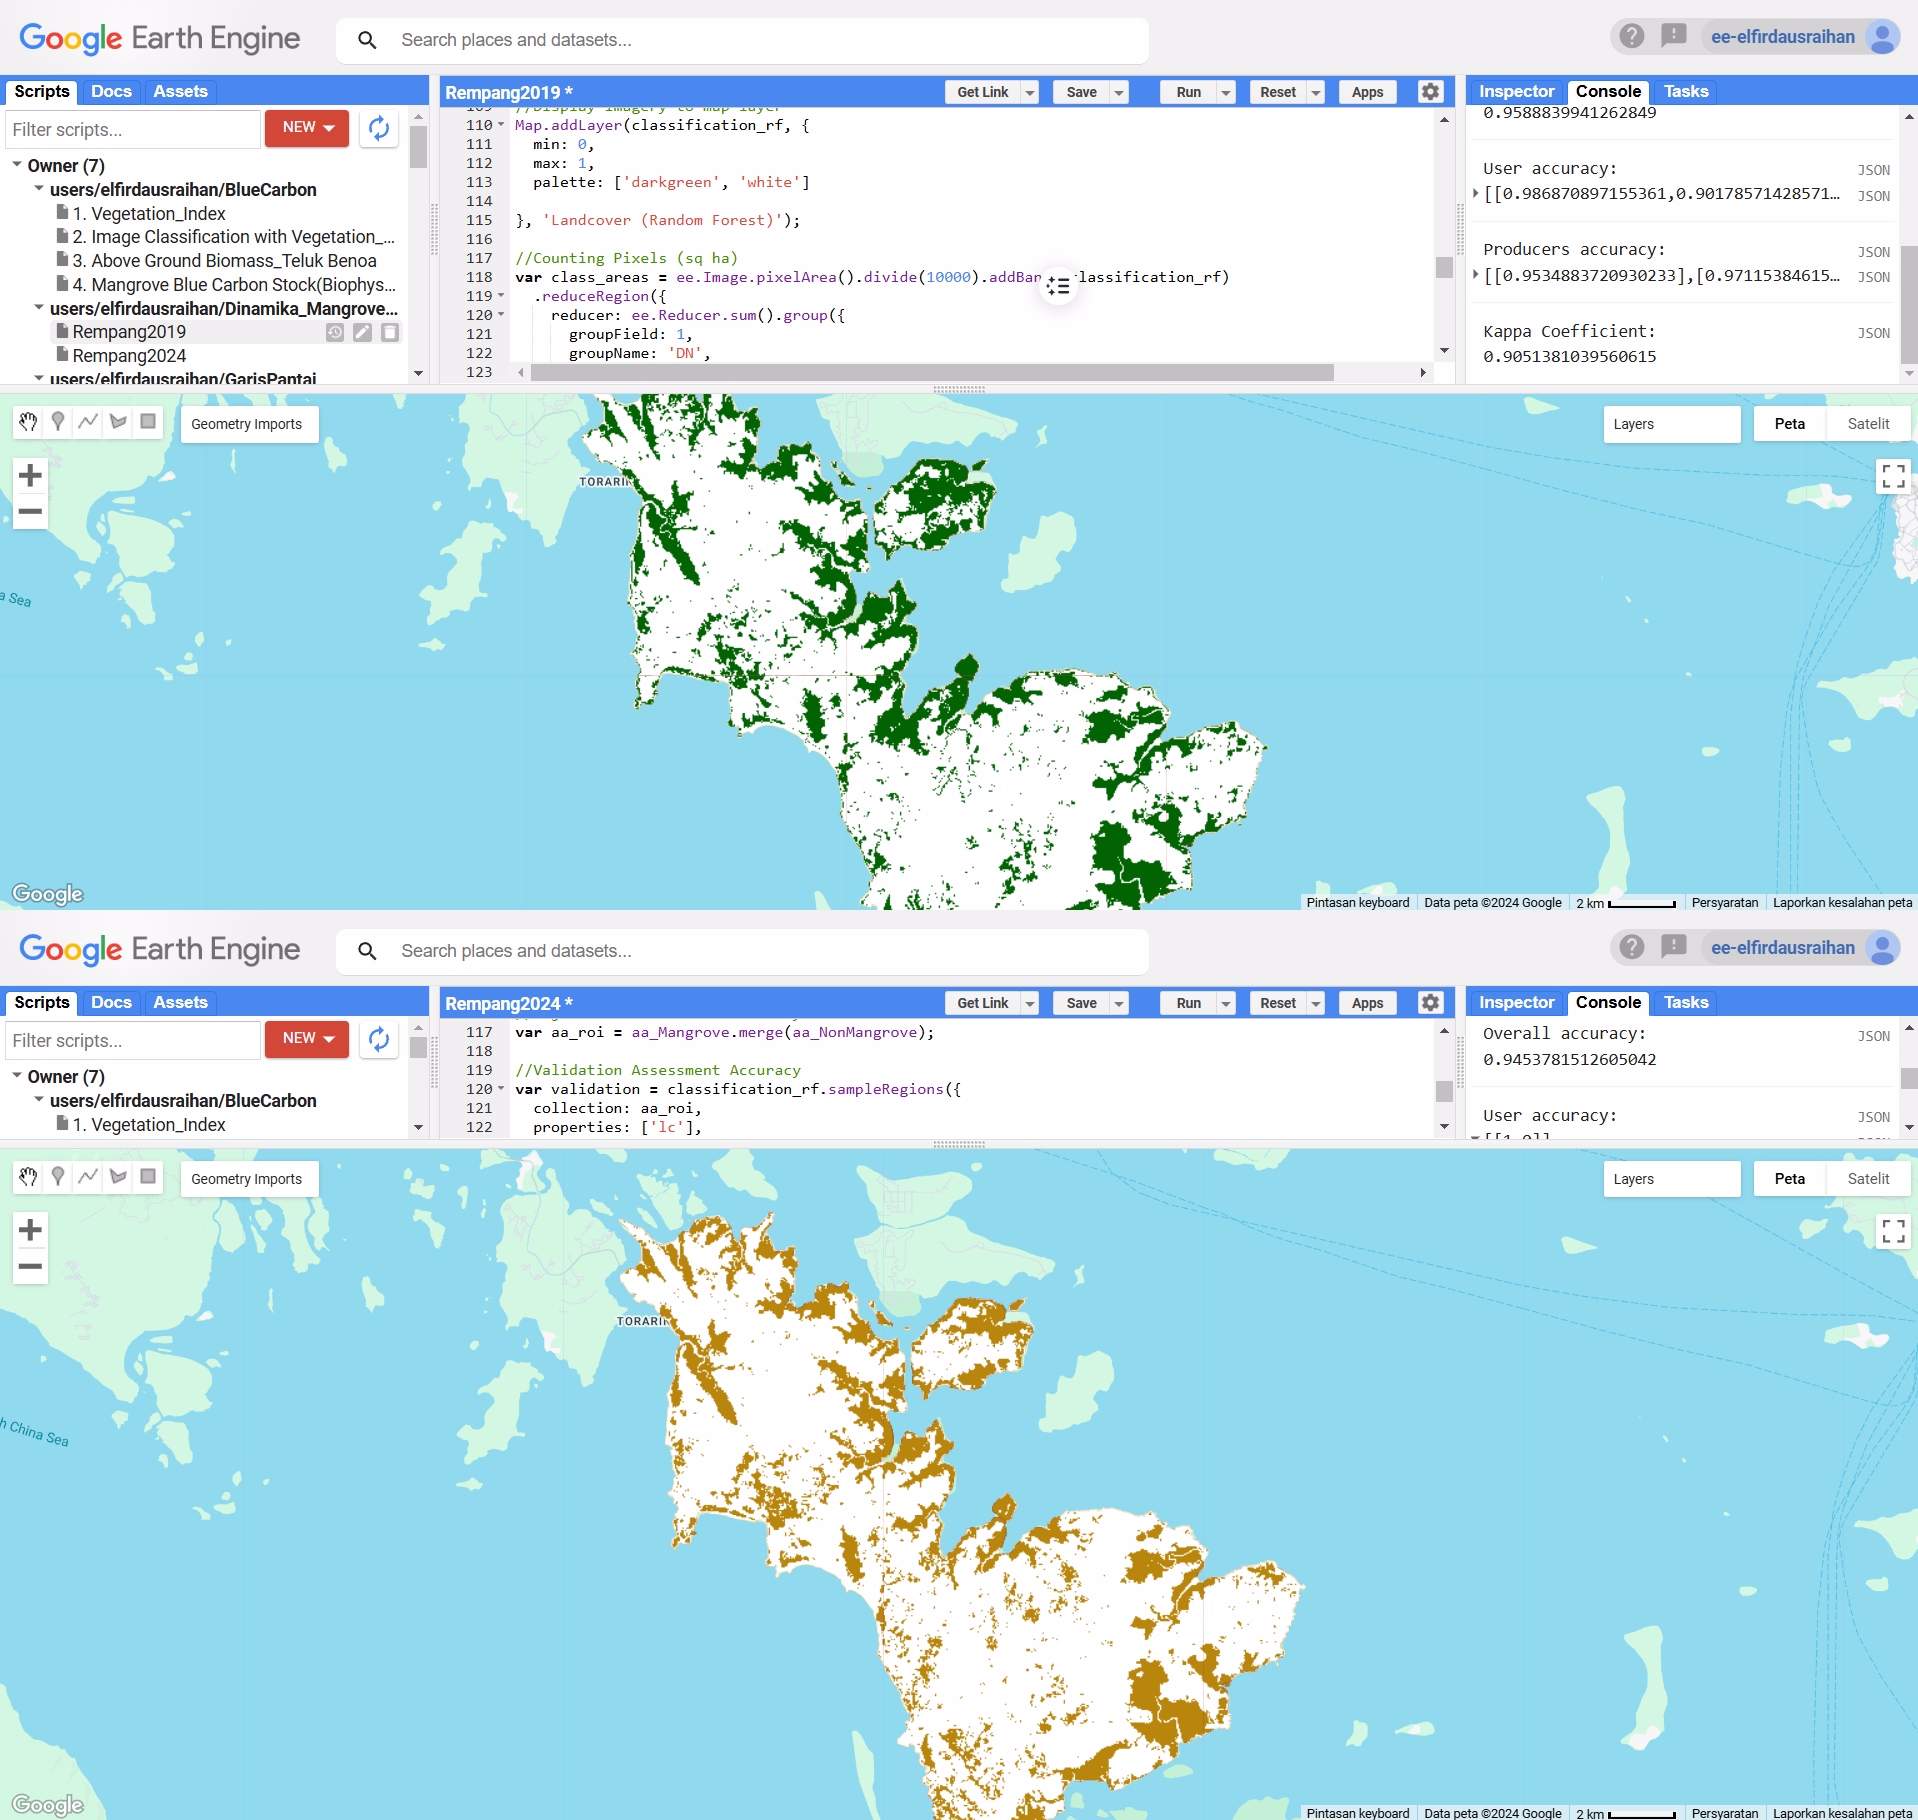 Google Earth Engine
Search places and datasets...
ee-elfirdausraihan
Scripts Docs Assets
Filter scripts...
NEW
Owner (7)
users/elfirdausraihan/BlueCarbon
1. Vegetation_Index
2. Image Classification with Vegetation_...
3. Above Ground Biomass_Teluk Benoa
4. Mangrove Blue Carbon Stock(Biophys...
users/elfirdausraihan/Dinamika_Mangrove...
Rempang2019
Rempang2024
users/elfirdausraihan/GarisPantai
Rempang2019 *
Get Link Save Run Reset Apps
109 //Display imagery to map layer
110 Map.addLayer(classification_rf, {
111 min: 0,
112 max: 1,
113 palette: ['darkgreen', 'white']
114
115 }, 'Landcover (Random Forest)');
116
117 //Counting Pixels (sq ha)
118 var class_areas = ee.Image.pixelArea().divide(10000).addBan lassification_rf)
119 .reduceRegion({
120 reducer: ee.Reducer.sum().group({
121 groupField: 1,
122 groupName: 'DN',
123
Inspector Console Tasks
0.9588839941262849
User accuracy: JSON
[[0.986870897155361,0.90178571428571... JSON
Producers accuracy: JSON
[[0.9534883720930233],[0.97115384615... JSON
Kappa Coefficient: JSON
0.9051381039560615
Geometry Imports
Layers
Peta Satelit
TORARIN
a Sea
Google
Pintasan keyboard Data peta ©2024 Google 2 km Persyaratan Laporkan kesalahan peta
Google Earth Engine
Search places and datasets...
ee-elfirdausraihan
Scripts Docs Assets
Filter scripts...
NEW
Owner (7)
users/elfirdausraihan/BlueCarbon
1. Vegetation_Index
Rempang2024 *
Get Link Save Run Reset Apps
117 var aa_roi = aa_Mangrove.merge(aa_NonMangrove);
118
119 //Validation Assessment Accuracy
120 var validation = classification_rf.sampleRegions({
121 collection: aa_roi,
122 properties: ['lc'],
Inspector Console Tasks
Overall accuracy: JSON
0.9453781512605042
User accuracy: JSON
Geometry Imports
Layers
Peta Satelit
TORARIN
h China Sea
Google
Pintasan keyboard Data peta ©2024 Google 2 km Persyaratan Laporkan kesalahan peta